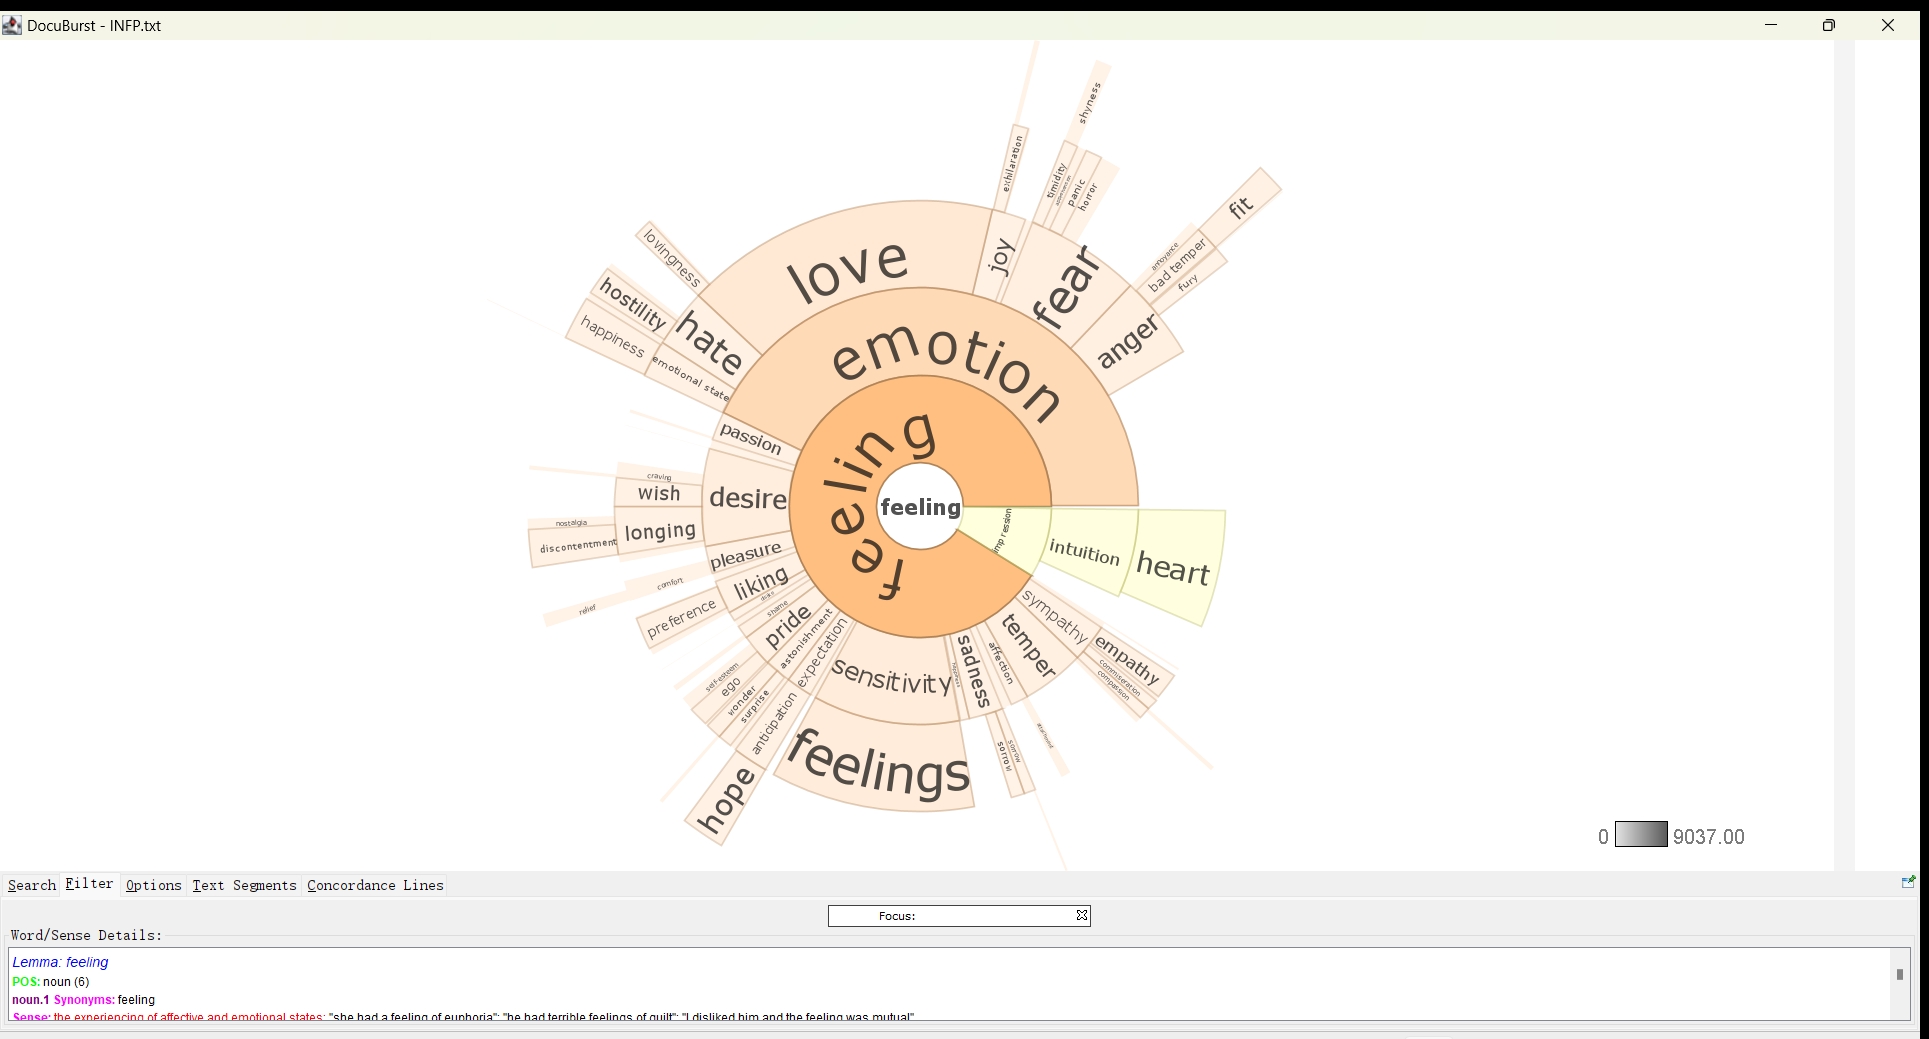 DocuBurst - INFP.txt
shyness
exhilaration
timidity
panic
horror
fit
annoyance
bad temper
fury
love
joy
fear
anger
lovingness
hostility
hate
happiness
emotional state
emotion
passion
feeling
feeling
craving
wish
desire
longing
nostalgia
discontentment
impression
intuition
heart
pleasure
liking
comfort
relief
preference
shame
pride
astonishment
expectation
sensitivity
happiness
sadness
affection
temper
sympathy
empathy
commiseration
compassion
self-esteem
ego
wonder
surprise
anticipation
hope
feelings
sorrow
sorrow
attachment
0 9037.00
Search Filter Options Text Segments Concordance Lines
Focus:
Word/Sense Details:
Lemma: feeling
POS: noun (6)
noun.1 Synonyms: feeling
Sense: the experiencing of affective and emotional states; "she had a feeling of euphoria"; "he had terrible feelings of guilt"; "I disliked him and the feeling was mutual"